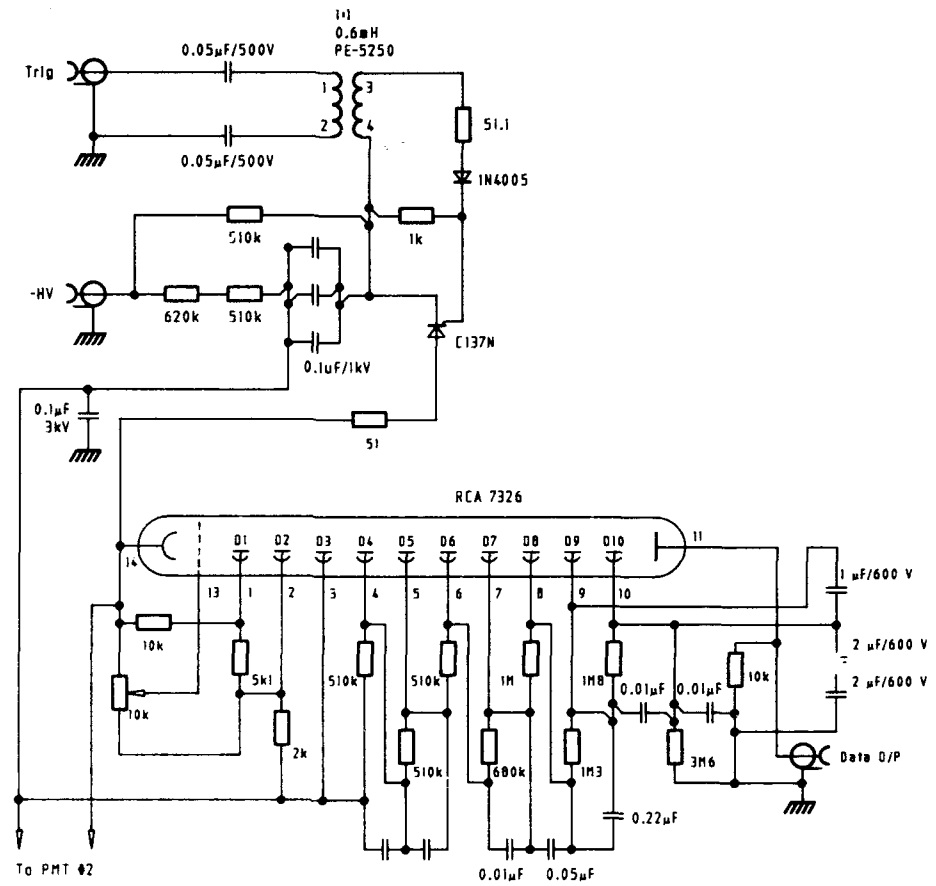 1:1
0.6mH
PE-5250
0.05µF/500V
Trig
1
3
2
4
0.05µF/500V
51.1
1N4005
510k
1k
-HV
620k
510k
C137N
0.1uF/1kV
0.1µF
3kV
51
RCA 7326
D1 D2 D3 D4 D5 D6 D7 D8 D9 D10
11
14
13 1 2 3 4 5 6 7 8 9 10
1 µF/600 V
10k
5k1
510k
510k
1M
1M8
0.01µF
0.01µF
10k
2 µF/600 V
2 µF/600 V
10k
2k
510k
680k
1M3
3M6
Data O/P
0.22µF
To PMT #2
0.01µF
0.05µF